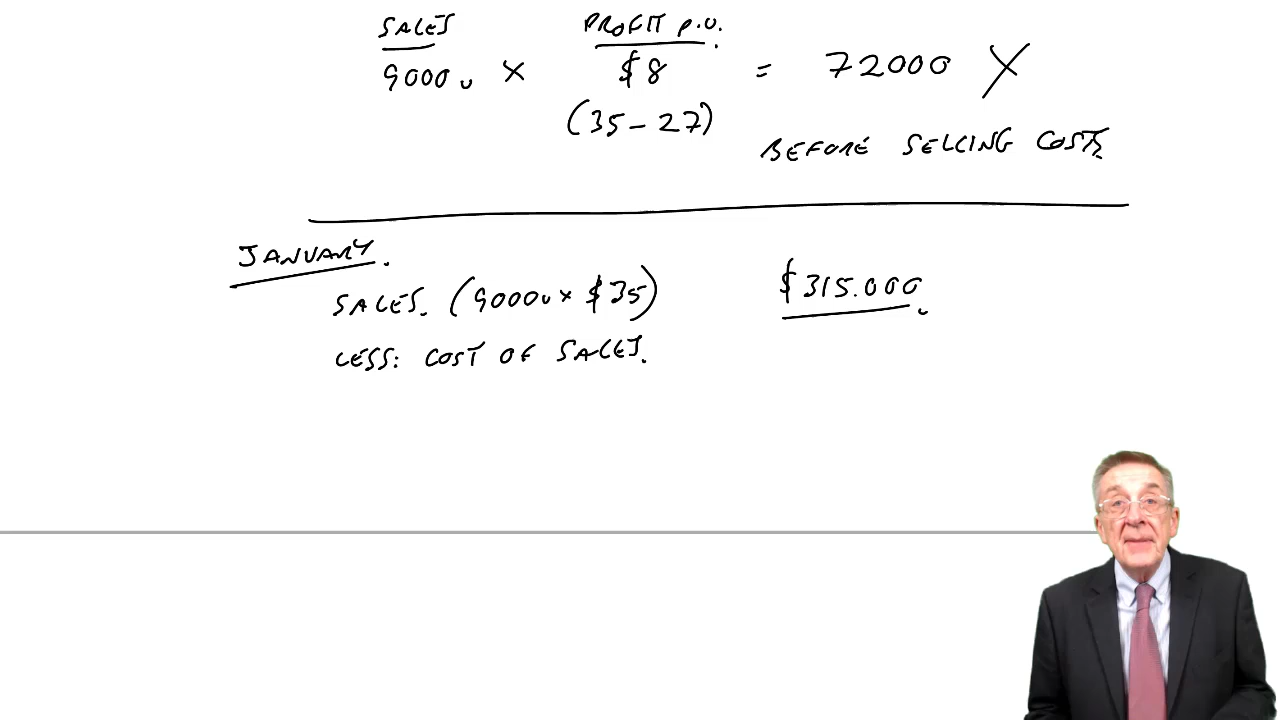 SALES PROFIT p.u.
9000 u × $8 = 72000 X
(35 - 27)
BEFORE SELLING COSTS
JANUARY.
SALES. (9000u × $35) $315.000
LESS: COST OF SALES.